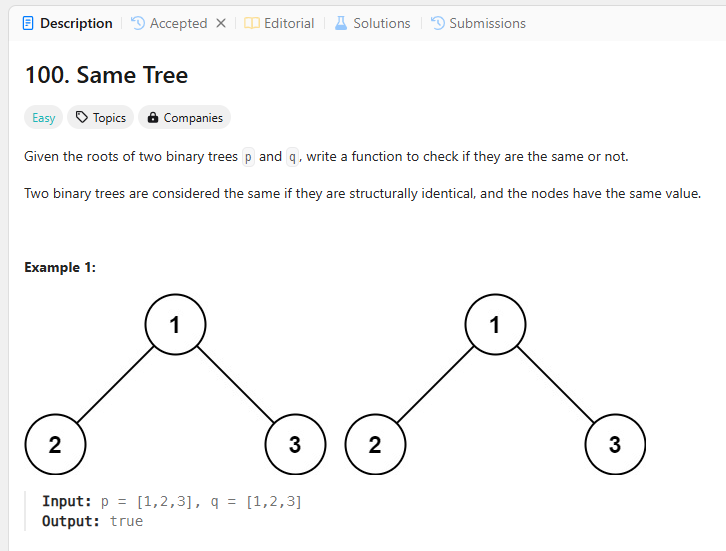 Description Accepted Editorial Solutions Submissions
100. Same Tree
Easy Topics Companies
Given the roots of two binary trees p and q, write a function to check if they are the same or not.
Two binary trees are considered the same if they are structurally identical, and the nodes have the same value.
Example 1:
1 1
2 3 2 3
Input: p = [1,2,3], q = [1,2,3]
Output: true